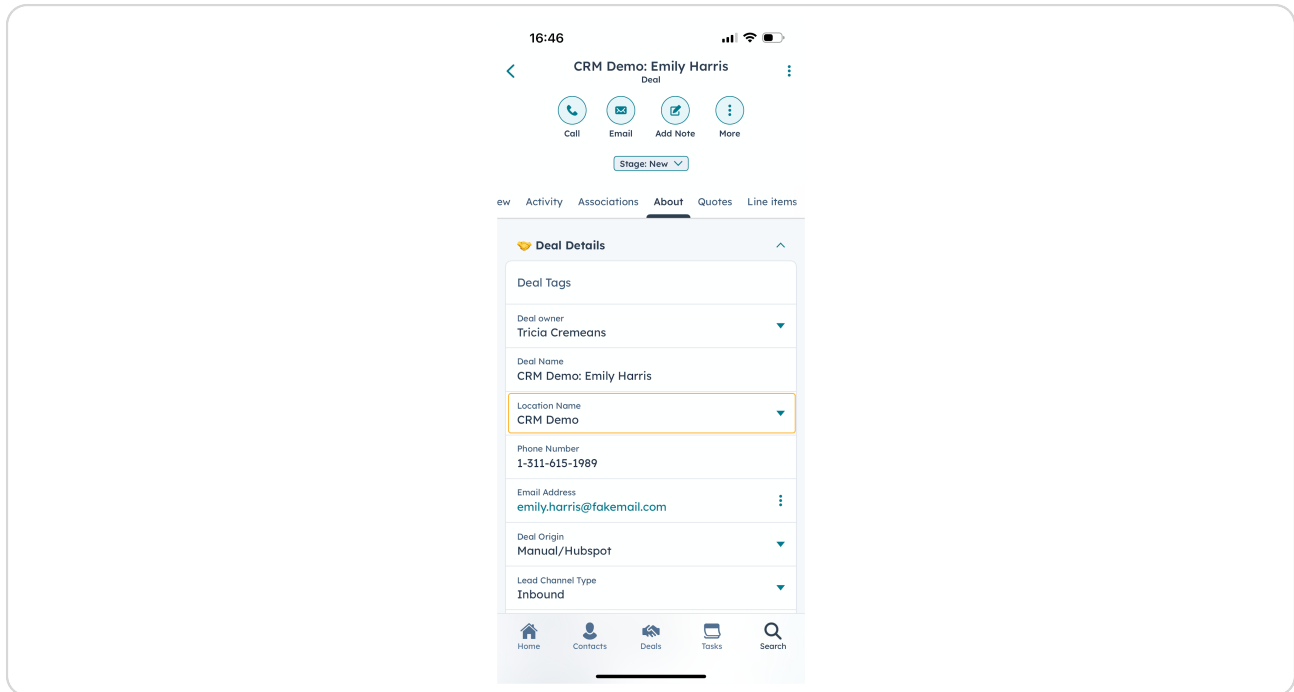 16:46
CRM Demo: Emily Harris
Deal
Call Email Add Note More
Stage: New
ew Activity Associations About Quotes Line items
Deal Details
Deal Tags
Deal owner
Tricia Cremeans
Deal Name
CRM Demo: Emily Harris
Location Name
CRM Demo
Phone Number
1-311-615-1989
Email Address
emily.harris@fakemail.com
Deal Origin
Manual/Hubspot
Lead Channel Type
Inbound
Home Contacts Deals Tasks Search